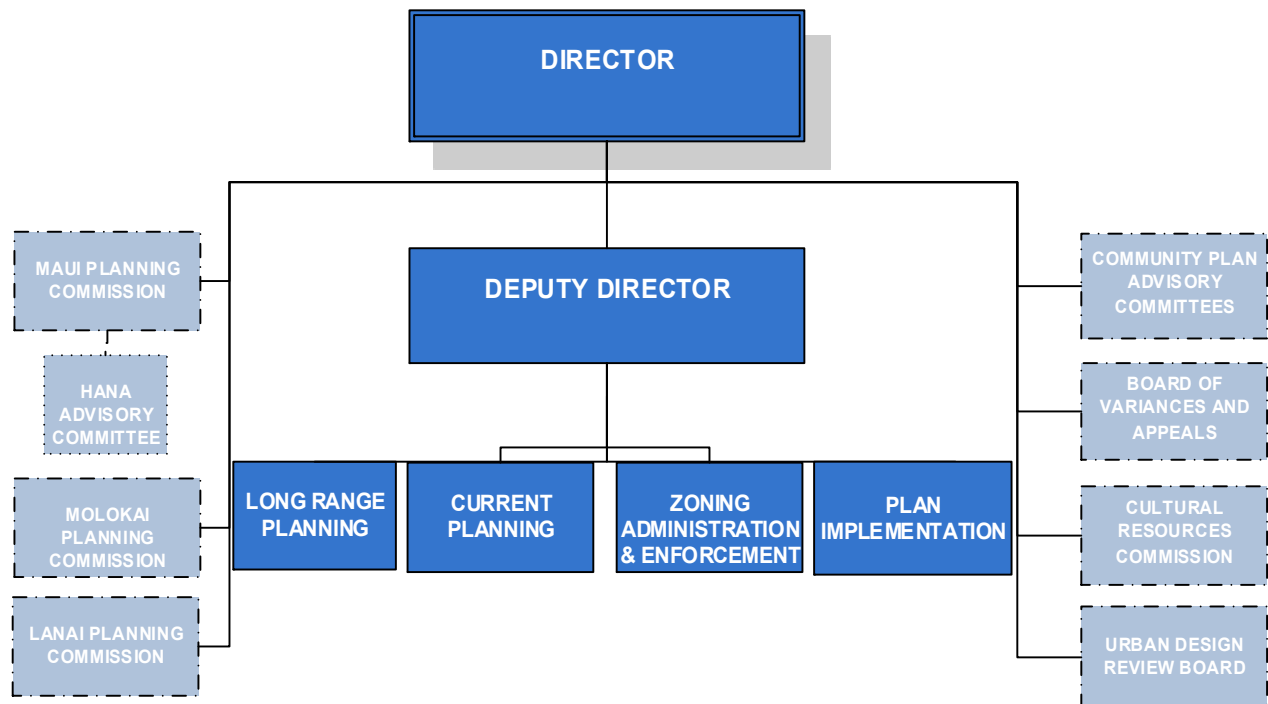 DIRECTOR
DEPUTY DIRECTOR
MAUI PLANNING
COMMISSION
HANA
ADVISORY
COMMITTEE
MOLOKAI
PLANNING
COMMISSION
LANAI PLANNING
COMMISSION
LONG RANGE
PLANNING
CURRENT
PLANNING
ZONING
ADMINISTRATION
& ENFORCEMENT
PLAN
IMPLEMENTATION
COMMUNITY PLAN
ADVISORY
COMMITTEES
BOARD OF
VARIANCES AND
APPEALS
CULTURAL
RESOURCES
COMMISSION
URBAN DESIGN
REVIEW BOARD